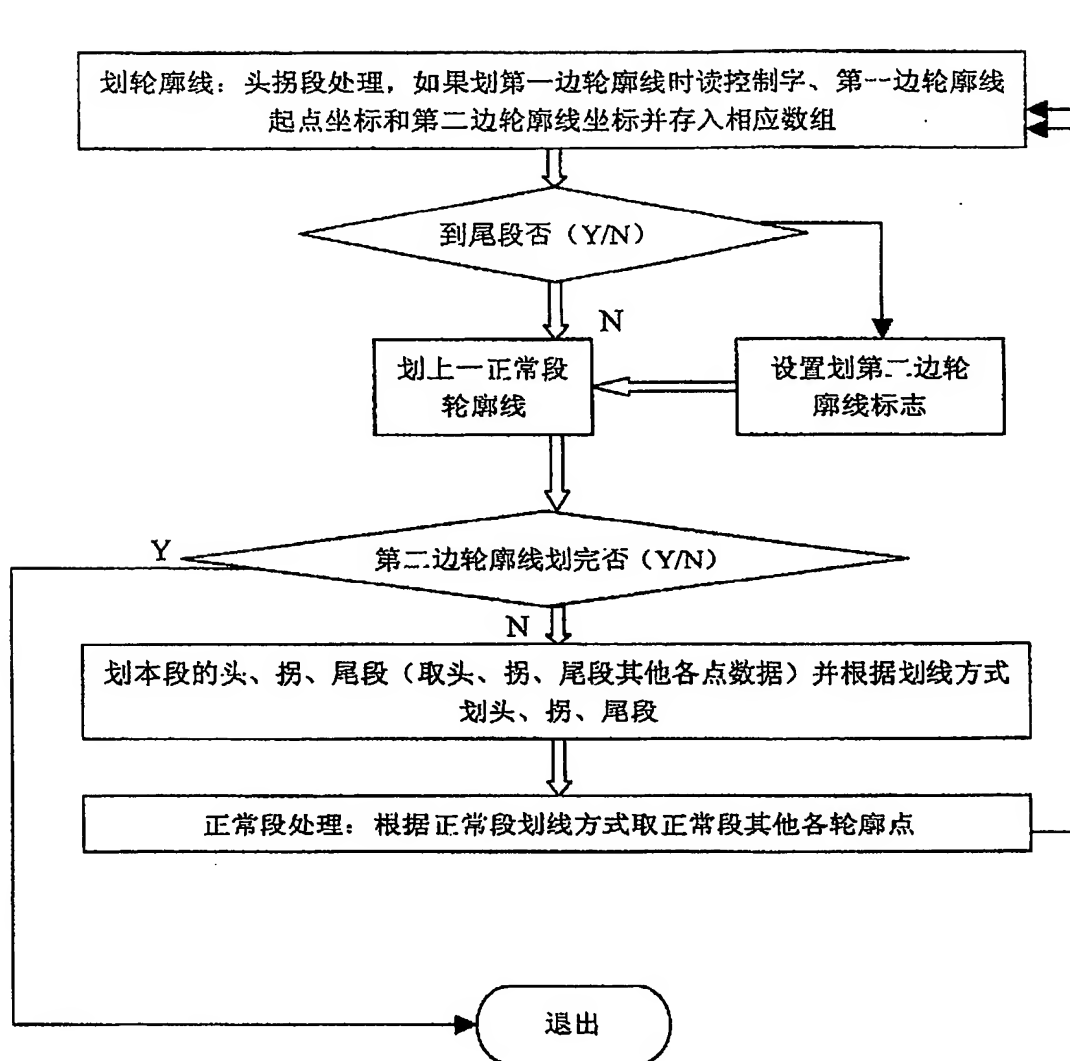 划轮廓线：头拐段处理，如果划第一边轮廓线时读控制字、第一边轮廓线
起点坐标和第二边轮廓线坐标并存入相应数组
到尾段否（Y/N）
N
划上一正常段
轮廓线
设置划第二边轮
廓线标志
Y
第二边轮廓线划完否（Y/N）
N
划本段的头、拐、尾段（取头、拐、尾段其他各点数据）并根据划线方式
划头、拐、尾段
正常段处理：根据正常段划线方式取正常段其他各轮廓点
退出